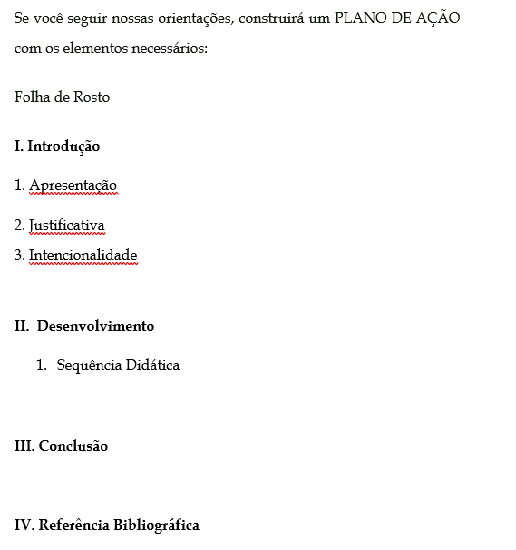 Se você seguir nossas orientações, construirá um PLANO DE AÇÃO
com os elementos necessários:
Folha de Rosto
I. Introdução
1. Apresentação
2. Justificativa
3. Intencionalidade
II. Desenvolvimento
1. Sequência Didática
III. Conclusão
IV. Referência Bibliográfica